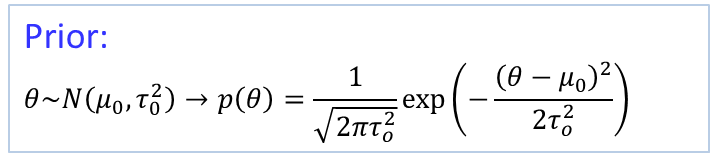 Prior:
θ~N(μ₀, τ₀²) → p(θ) = 1/√(2πτₒ²) exp(−(θ − μ₀)²/2τₒ²)